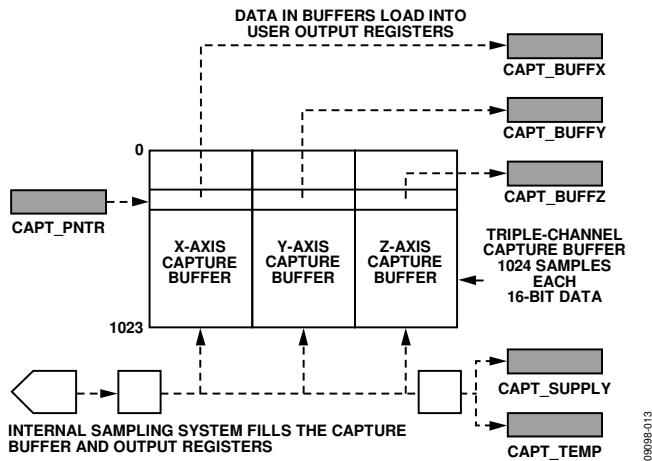 DATA IN BUFFERS LOAD INTO
USER OUTPUT REGISTERS
CAPT_BUFFX
CAPT_BUFFY
0
CAPT_BUFFZ
CAPT_PNTR
X-AXIS
CAPTURE
BUFFER
Y-AXIS
CAPTURE
BUFFER
Z-AXIS
CAPTURE
BUFFER
TRIPLE-CHANNEL
CAPTURE BUFFER
1024 SAMPLES
EACH
16-BIT DATA
1023
CAPT_SUPPLY
INTERNAL SAMPLING SYSTEM FILLS THE CAPTURE
BUFFER AND OUTPUT REGISTERS
CAPT_TEMP
09098-013